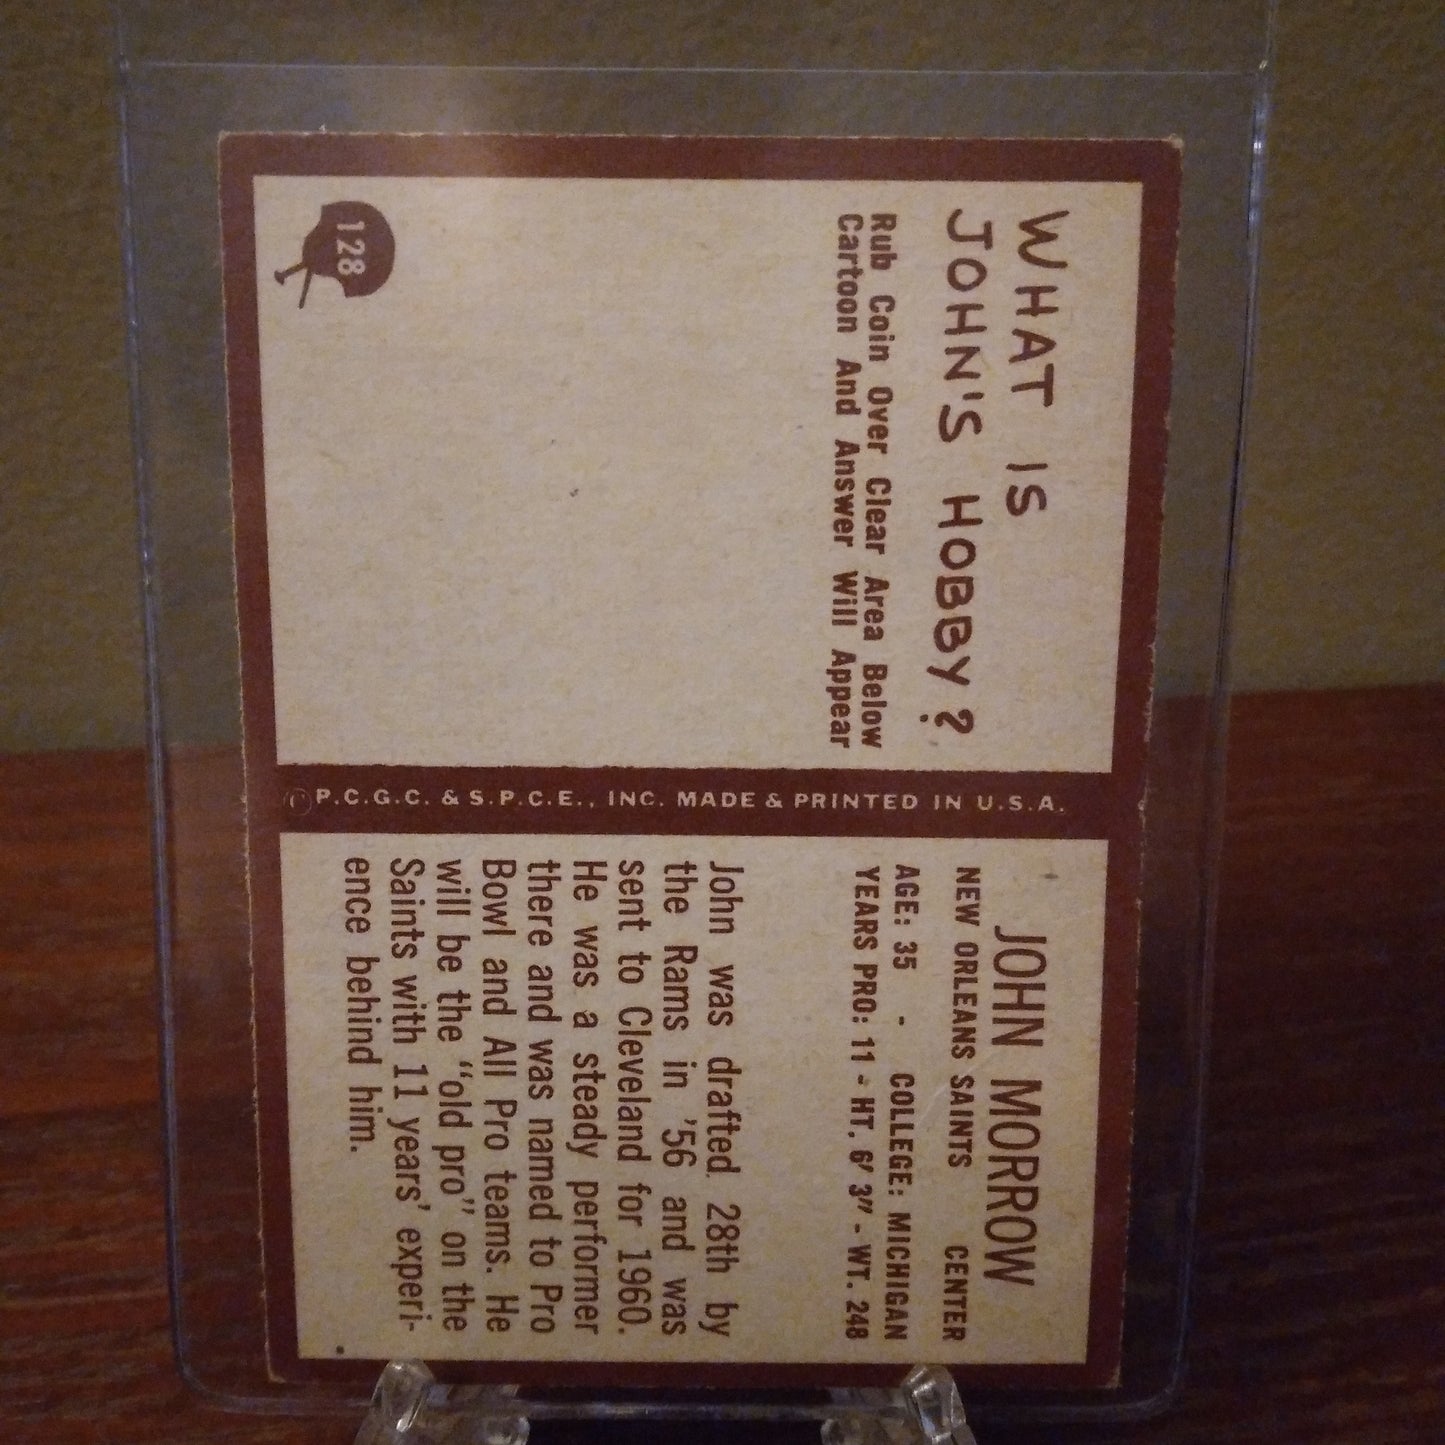 WHAT IS
JOHN'S HOBBY?
Rub Coin Over Clear Area Below
Cartoon And Answer Will Appear
128
© P.C.G.C. & S.P.C.E., INC. MADE & PRINTED IN U.S.A.
JOHN MORROW
NEW ORLEANS SAINTS CENTER
AGE: 35 - COLLEGE: MICHIGAN
YEARS PRO: 11 - HT. 6' 3" - WT. 248
John was drafted 28th by
the Rams in '56 and was
sent to Cleveland for 1960.
He was a steady performer
there and was named to Pro
Bowl and All Pro teams. He
will be the "old pro" on the
Saints with 11 years' experi-
ence behind him.